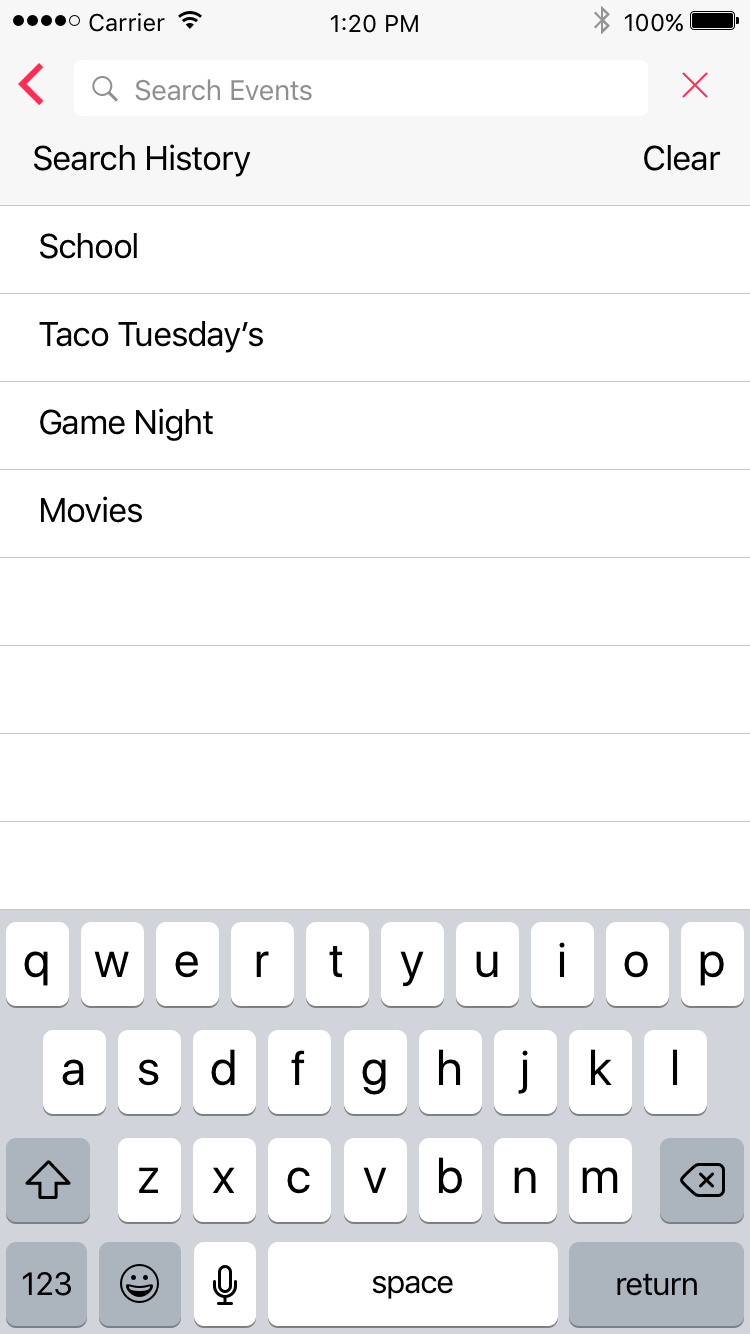 Carrier 1:20 PM 100%
Search Events
Search History Clear
School
Taco Tuesday’s
Game Night
Movies
q w e r t y u i o p
a s d f g h j k l
z x c v b n m
123 space return